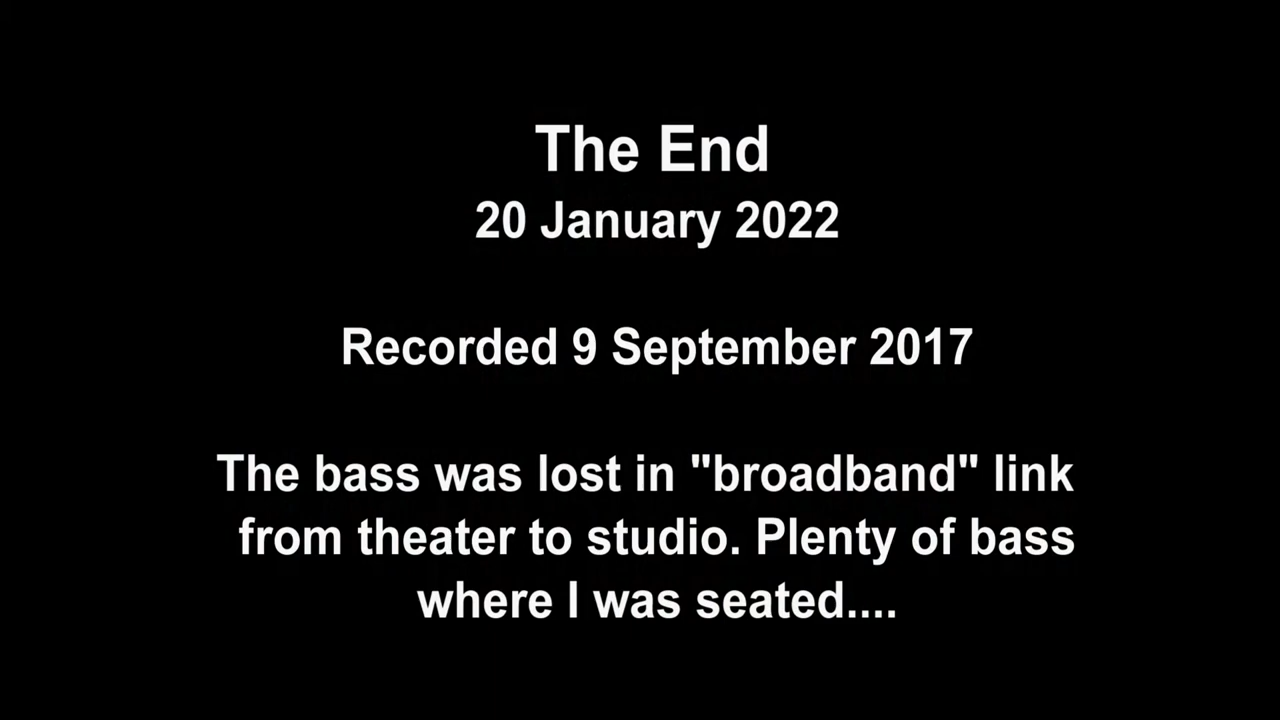 The End
20 January 2022
Recorded 9 September 2017
The bass was lost in "broadband" link
from theater to studio. Plenty of bass
where I was seated....